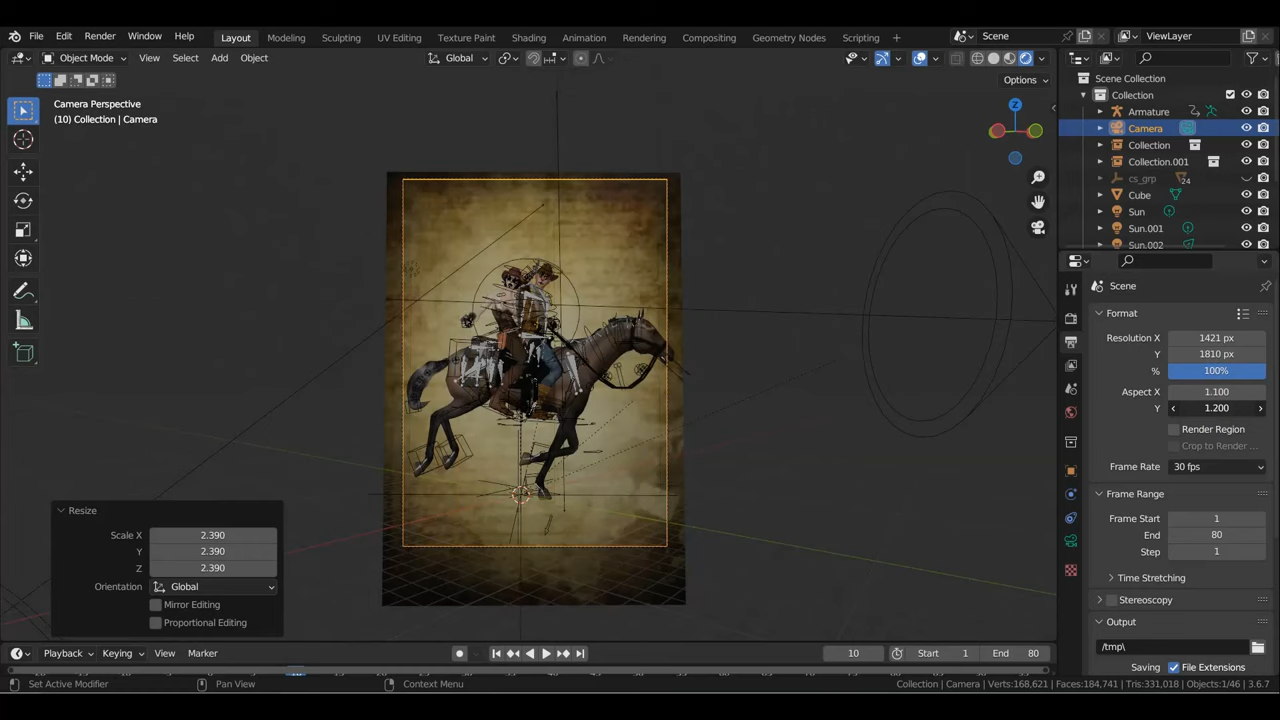 File Edit Render Window Help Layout Modeling Sculpting UV Editing Texture Paint Shading Animation Rendering Compositing Geometry Nodes Scripting + Scene ViewLayer
Object Mode View Select Add Object Global
Options
Camera Perspective
(10) Collection | Camera
Z
Scene Collection
Collection
Armature
Camera
Collection
Collection.001
cs_grp 24
Cube
Sun
Sun.001
Sun.002
Scene
Format
Resolution X 1421 px
Y 1810 px
% 100%
Aspect X 1.100
Y 1.200
Render Region
Crop to Render ...
Frame Rate 30 fps
Frame Range
Frame Start 1
End 80
Step 1
Time Stretching
Stereoscopy
Output
/tmp\
Saving File Extensions
Resize
Scale X 2.390
Y 2.390
Z 2.390
Orientation Global
Mirror Editing
Proportional Editing
Playback Keying View Marker 10 Start 1 End 80
Set Active Modifier Pan View Context Menu Collection | Camera | Verts:168,621 | Faces:184,741 | Tris:331,018 | Objects:1/46 | 3.6.7